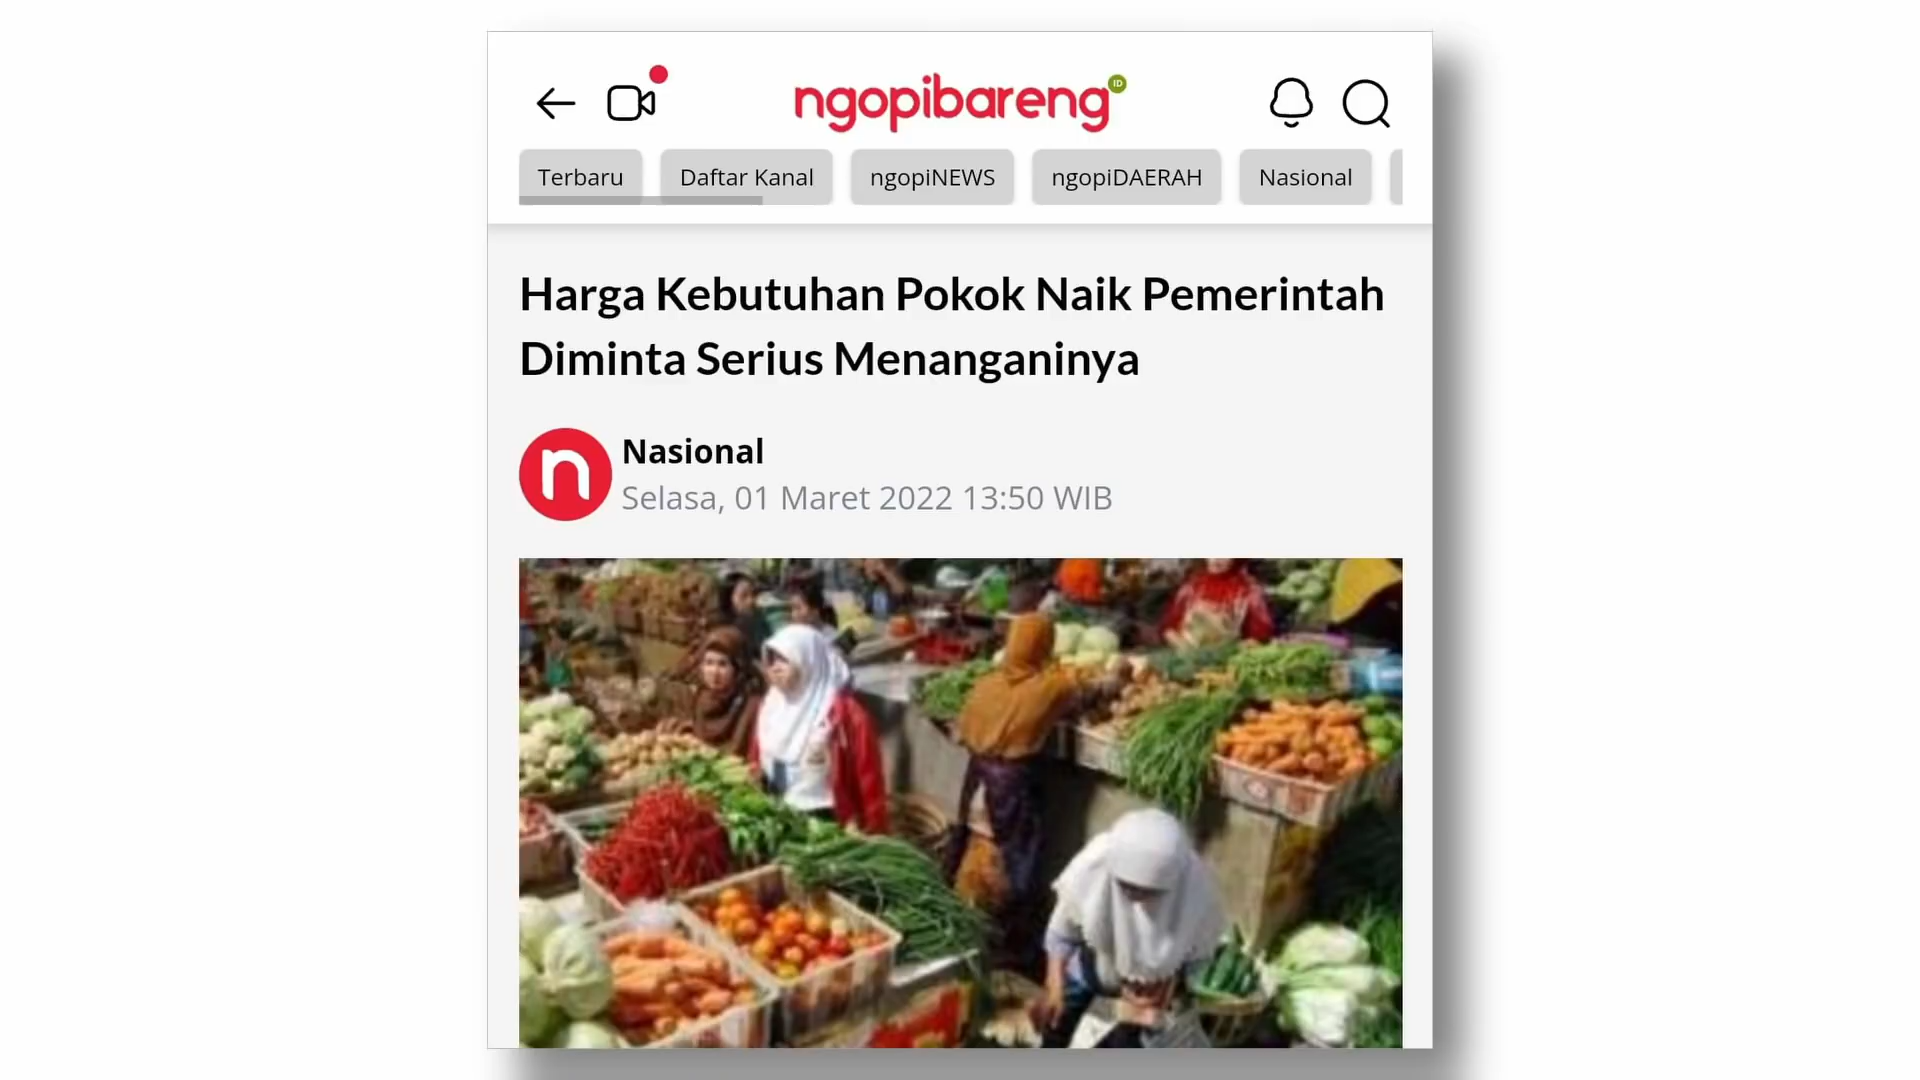 ngopibareng ID
Terbaru
Daftar Kanal
ngopiNEWS
ngopiDAERAH
Nasional
Harga Kebutuhan Pokok Naik Pemerintah
Diminta Serius Menanganinya
n
Nasional
Selasa, 01 Maret 2022 13:50 WIB